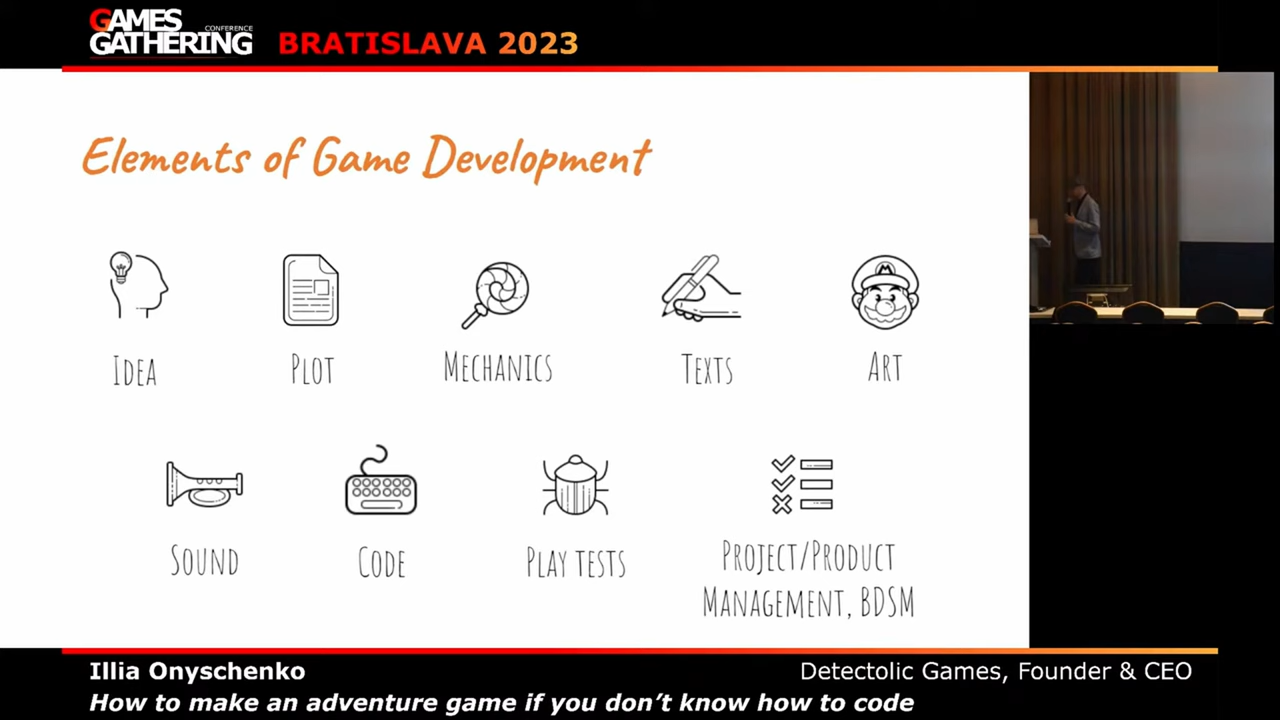 GAMES
CONFERENCE
GATHERING
BRATISLAVA 2023
Elements of Game Development
IDEA
PLOT
MECHANICS
TEXTS
ART
SOUND
CODE
PLAY TESTS
PROJECT/PRODUCT
MANAGEMENT, BDSM
Illia Onyschenko
Detectolic Games, Founder & CEO
How to make an adventure game if you don’t know how to code